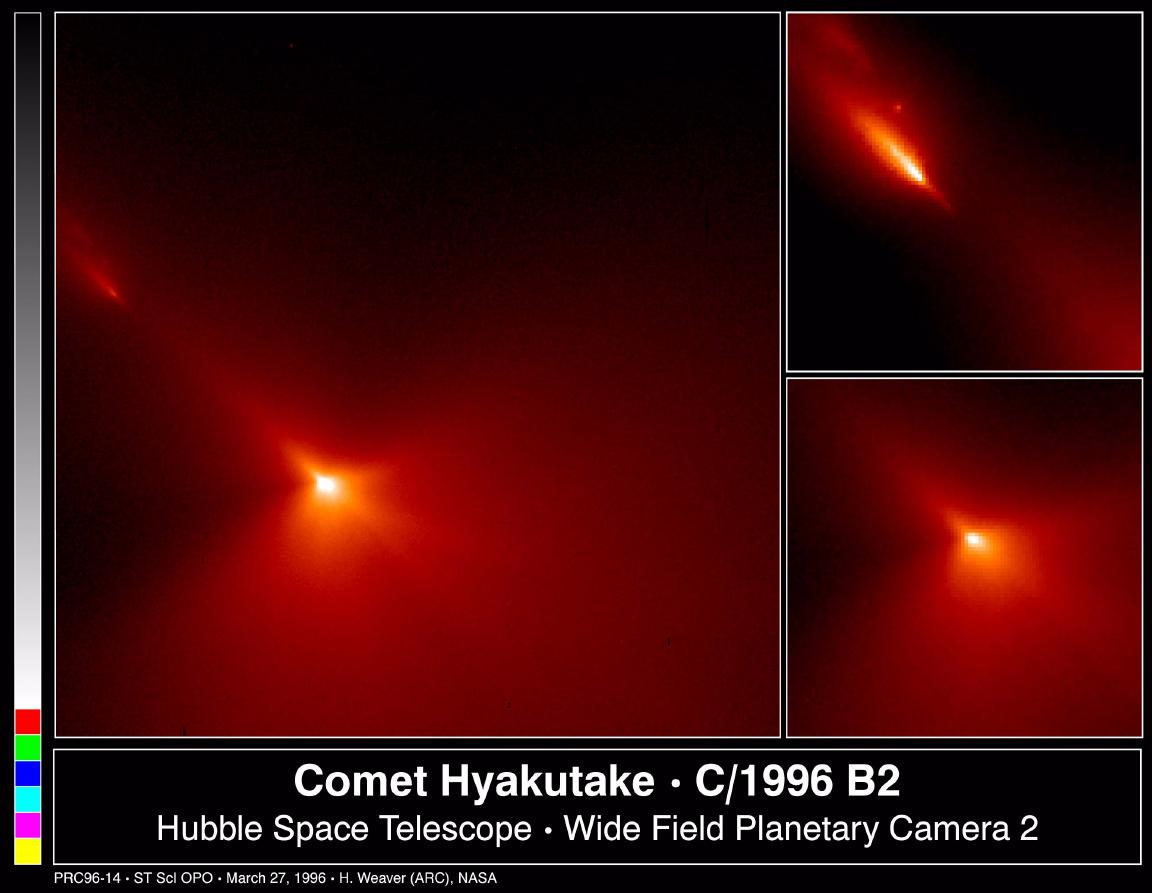 Comet Hyakutake • C/1996 B2
Hubble Space Telescope • Wide Field Planetary Camera 2
PRC96-14 • ST ScI OPO • March 27, 1996 • H. Weaver (ARC), NASA